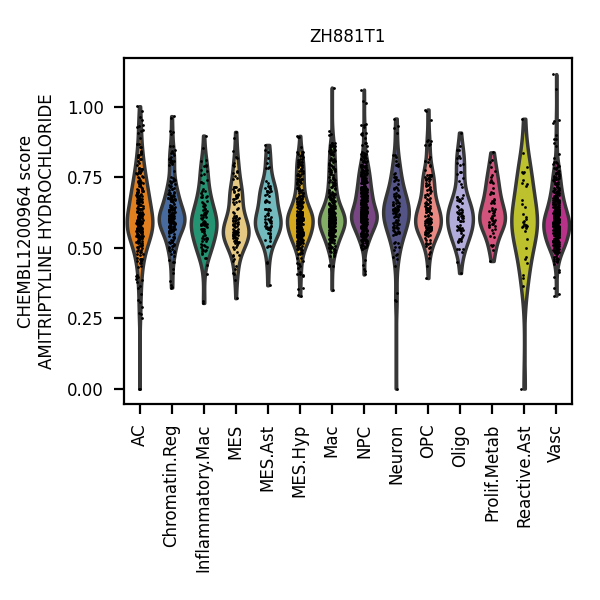 ZH881T1
CHEMBL1200964 score
AMITRIPTYLINE HYDROCHLORIDE
1.00
0.75
0.50
0.25
0.00
AC
Chromatin.Reg
Inflammatory.Mac
MES
MES.Ast
MES.Hyp
Mac
NPC
Neuron
OPC
Oligo
Prolif.Metab
Reactive.Ast
Vasc